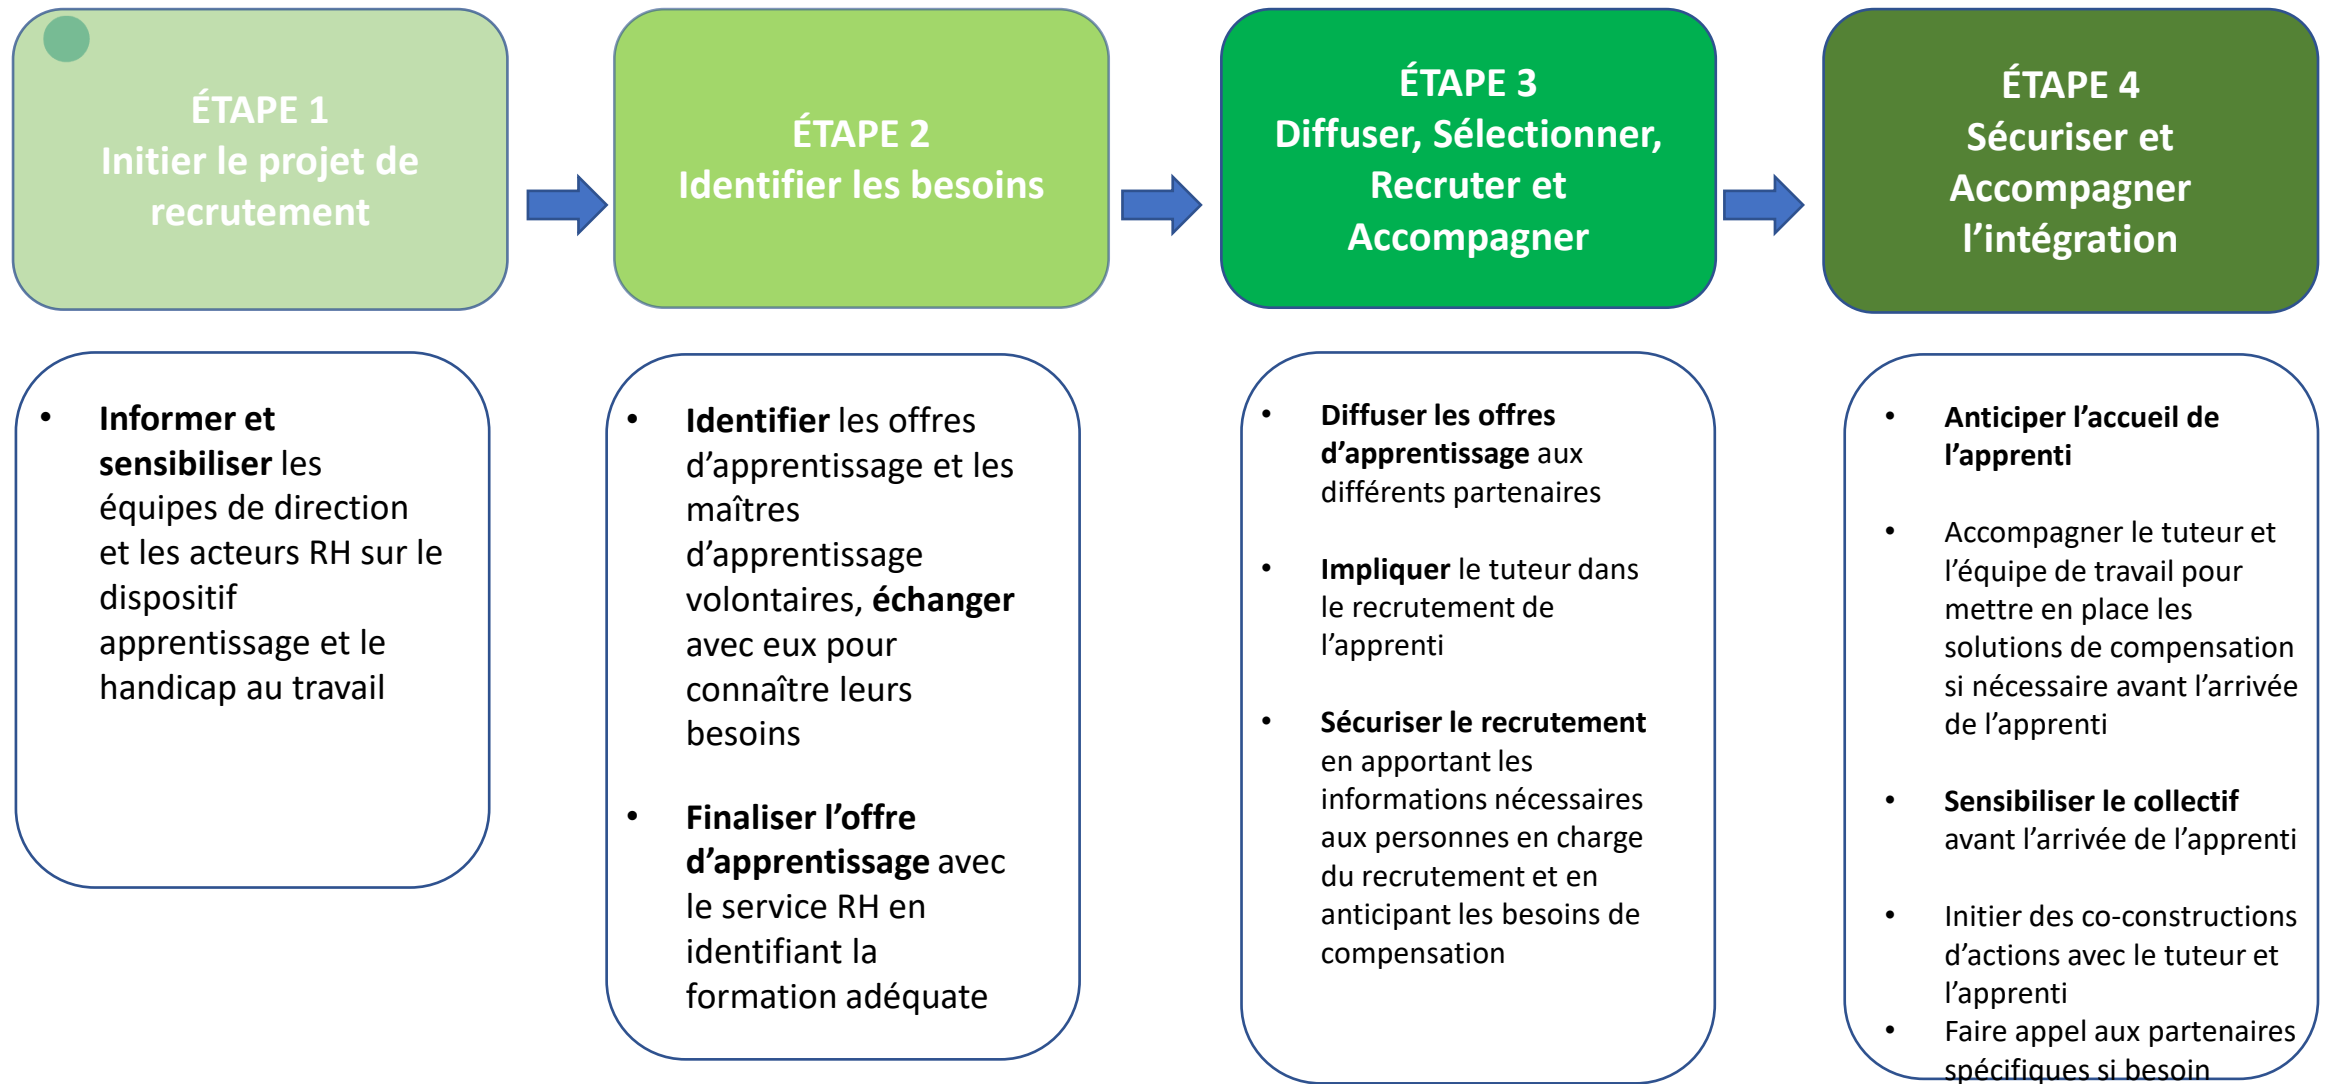 ÉTAPE 1
Initier le projet de
recrutement
ÉTAPE 2
Identifier les besoins
ÉTAPE 3
Diffuser, Sélectionner,
Recruter et
Accompagner
ÉTAPE 4
Sécuriser et
Accompagner
l’intégration
• Informer et
sensibiliser les
équipes de direction
et les acteurs RH sur le
dispositif
apprentissage et le
handicap au travail
• Identifier les offres
d’apprentissage et les
maîtres
d’apprentissage
volontaires, échanger
avec eux pour
connaître leurs
besoins
• Finaliser l’offre
d’apprentissage avec
le service RH en
identifiant la
formation adéquate
• Diffuser les offres
d’apprentissage aux
différents partenaires
• Impliquer le tuteur dans
le recrutement de
l’apprenti
• Sécuriser le recrutement
en apportant les
informations nécessaires
aux personnes en charge
du recrutement et en
anticipant les besoins de
compensation
• Anticiper l’accueil de
l’apprenti
• Accompagner le tuteur et
l’équipe de travail pour
mettre en place les
solutions de compensation
si nécessaire avant l’arrivée
de l’apprenti
• Sensibiliser le collectif
avant l’arrivée de l’apprenti
• Initier des co-constructions
d’actions avec le tuteur et
l’apprenti
• Faire appel aux partenaires
spécifiques si besoin